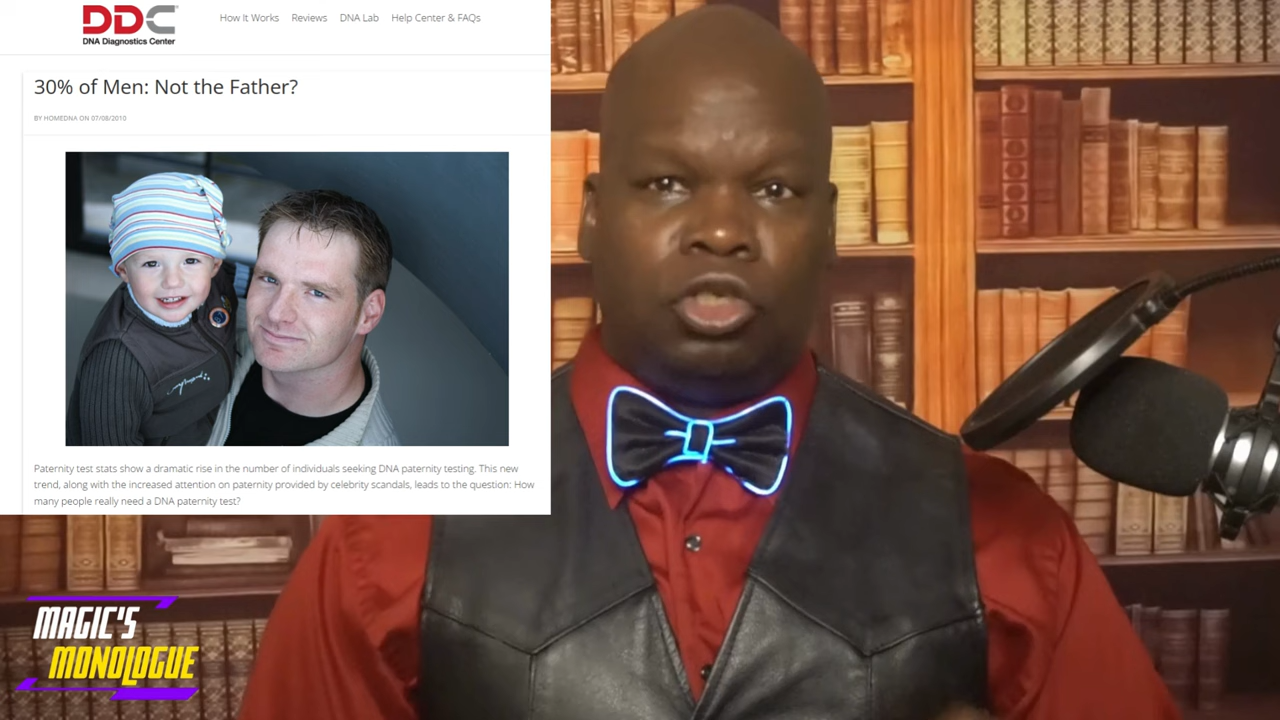 DDC
DNA Diagnostics Center
How It Works Reviews DNA Lab Help Center & FAQs
30% of Men: Not the Father?
BY HOMEDNA ON 07/08/2010
Paternity test stats show a dramatic rise in the number of individuals seeking DNA paternity testing. This new
trend, along with the increased attention on paternity provided by celebrity scandals, leads to the question: How
many people really need a DNA paternity test?
MAGIC'S
MONOLOGUE